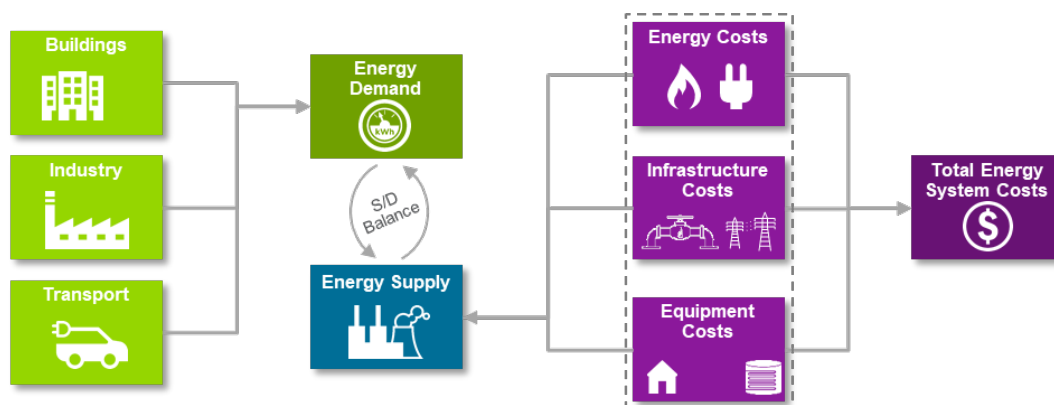 Buildings
Industry
Transport
Energy
Demand
kWh
S/D
Balance
Energy Supply
Energy Costs
Infrastructure
Costs
Equipment
Costs
Total Energy
System Costs
$